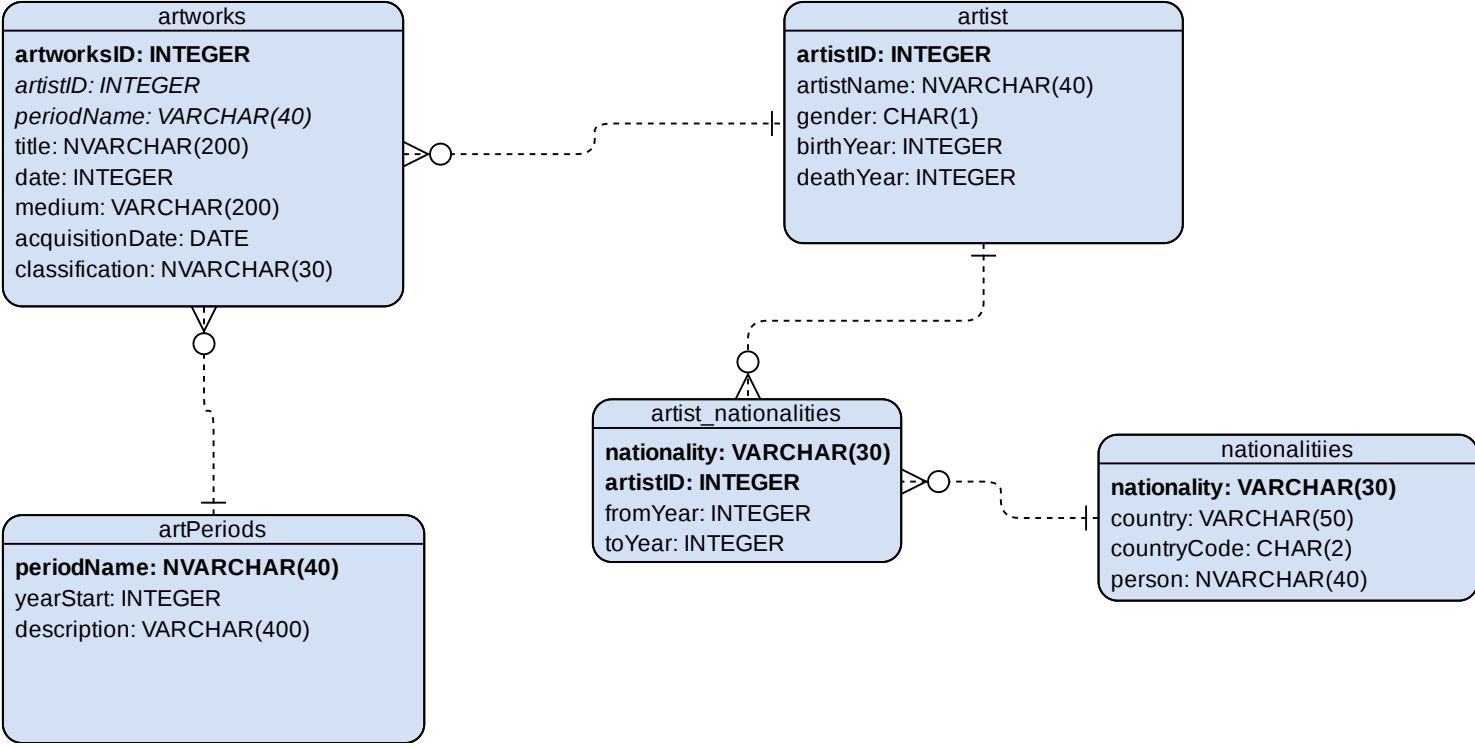 artworks
artworksID: INTEGER
artistID: INTEGER
periodName: VARCHAR(40)
title: NVARCHAR(200)
date: INTEGER
medium: VARCHAR(200)
acquisitionDate: DATE
classification: NVARCHAR(30)
artist
artistID: INTEGER
artistName: NVARCHAR(40)
gender: CHAR(1)
birthYear: INTEGER
deathYear: INTEGER
artist_nationalities
nationality: VARCHAR(30)
artistID: INTEGER
fromYear: INTEGER
toYear: INTEGER
nationalitiies
nationality: VARCHAR(30)
country: VARCHAR(50)
countryCode: CHAR(2)
person: NVARCHAR(40)
artPeriods
periodName: NVARCHAR(40)
yearStart: INTEGER
description: VARCHAR(400)